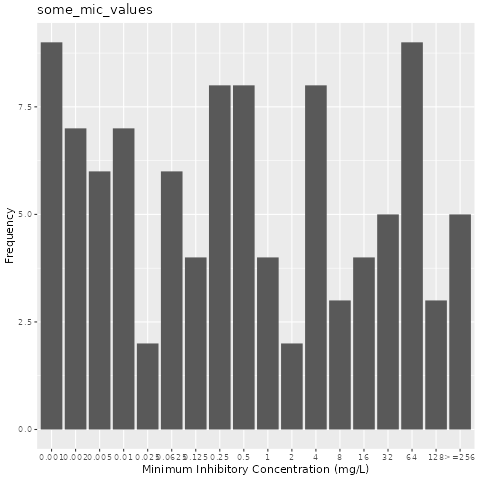 some_mic_values
Frequency
7.5
5.0
2.5
0.0
0.001 0.002 0.005 0.01 0.025 0.0625 0.125 0.25 0.5 1 2 4 8 16 32 64 128 >=256
Minimum Inhibitory Concentration (mg/L)